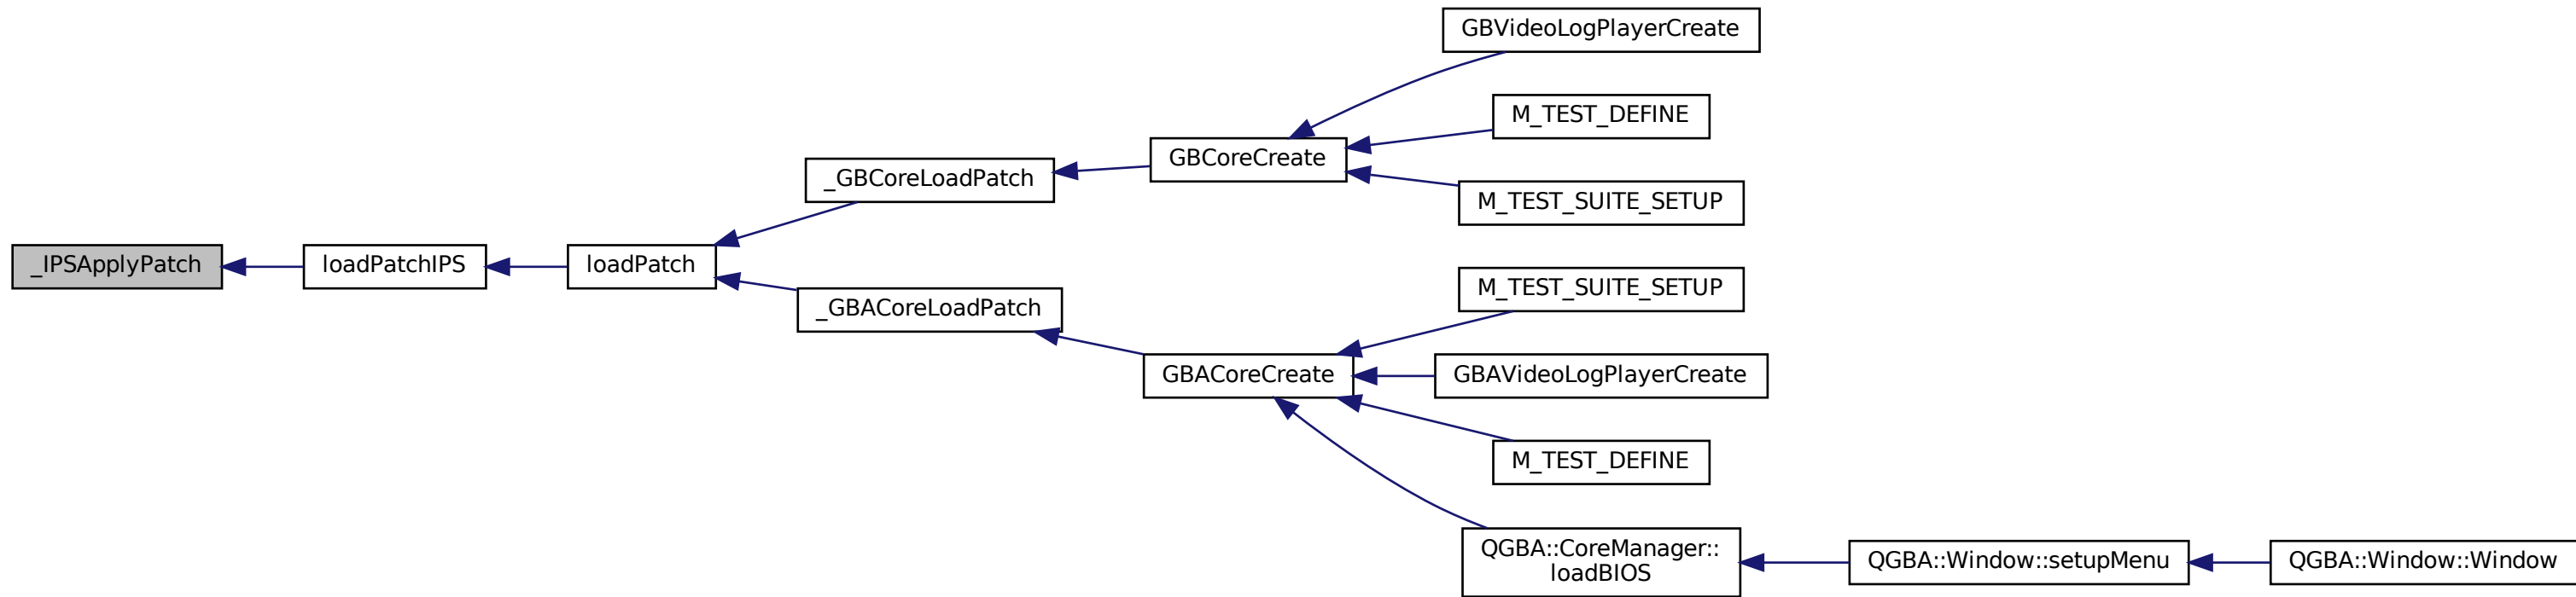 GBVideoLogPlayerCreate
M_TEST_DEFINE
GBCoreCreate
_GBCoreLoadPatch
M_TEST_SUITE_SETUP
_IPSApplyPatch
loadPatchIPS
loadPatch
M_TEST_SUITE_SETUP
_GBACoreLoadPatch
GBACoreCreate
GBAVideoLogPlayerCreate
M_TEST_DEFINE
QGBA::CoreManager::
loadBIOS
QGBA::Window::setupMenu
QGBA::Window::Window